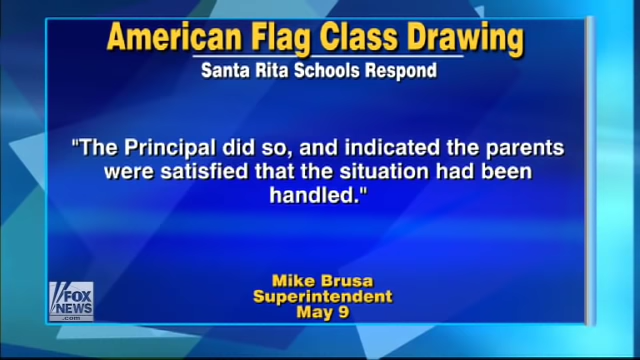 American Flag Class Drawing
Santa Rita Schools Respond
"The Principal did so, and indicated the parents
were satisfied that the situation had been
handled."
Mike Brusa
Superintendent
May 9
FOX
NEWS
.com